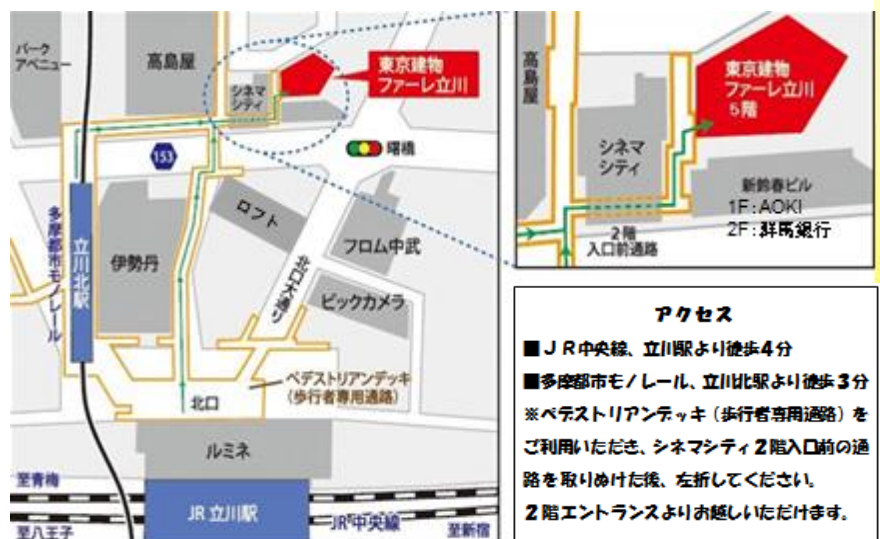 パーク
アベニュー
高島屋
シネマ
シティ
東京建物
ファーレ立川
153
曙橋
多摩都市モノレール
立川北駅
伊勢丹
ロフト
北口大通り
フロム中武
ビックカメラ
ペデストリアンデッキ
(歩行者専用通路)
北口
ルミネ
至青梅
JR 立川駅
JR 中央線
至八王子
至新宿
高島屋
東京建物
ファーレ立川
5階
シネマ
シティ
新鈴春ビル
1F:AOKI
2F:群馬銀行
2階
入口前通路
アクセス
■JR中央線、立川駅より徒歩4分
■多摩都市モノレール、立川北駅より徒歩3分
※ペデストリアンデッキ(歩行者専用通路)を
ご利用いただき、シネマシティ2階入口前の通
路を取りぬけた後、左折してください。
2階エントランスよりお越しいただけます。